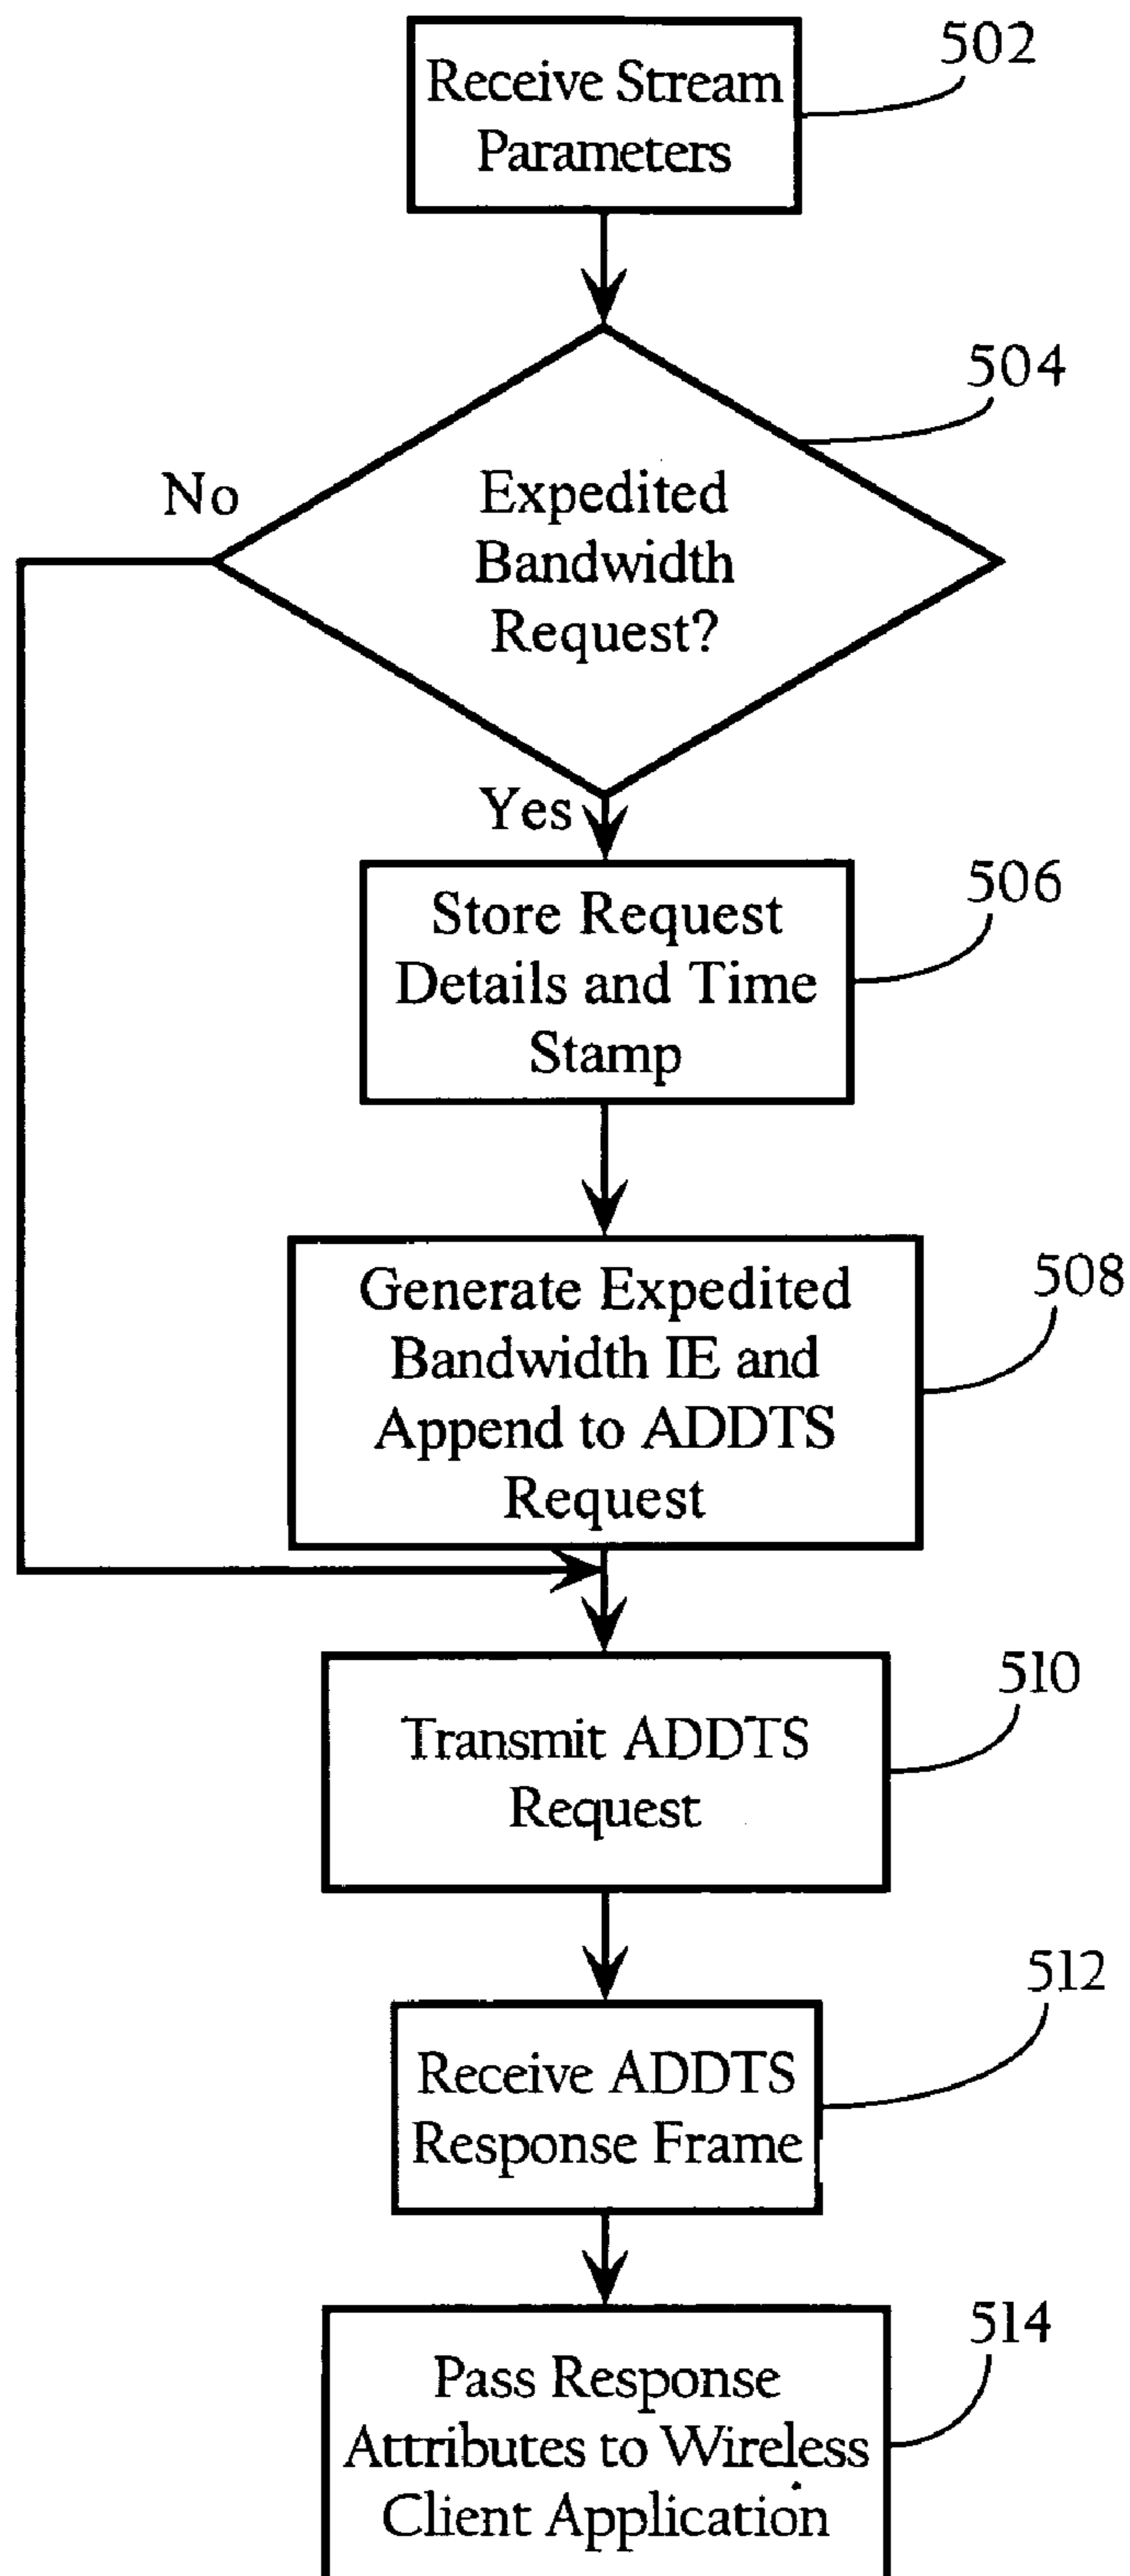 502
Receive Stream
Parameters
504
No
Expedited
Bandwidth
Request?
Yes
506
Store Request
Details and Time
Stamp
508
Generate Expedited
Bandwidth IE and
Append to ADDTS
Request
510
Transmit ADDTS
Request
512
Receive ADDTS
Response Frame
514
Pass Response
Attributes to Wireless
Client Application